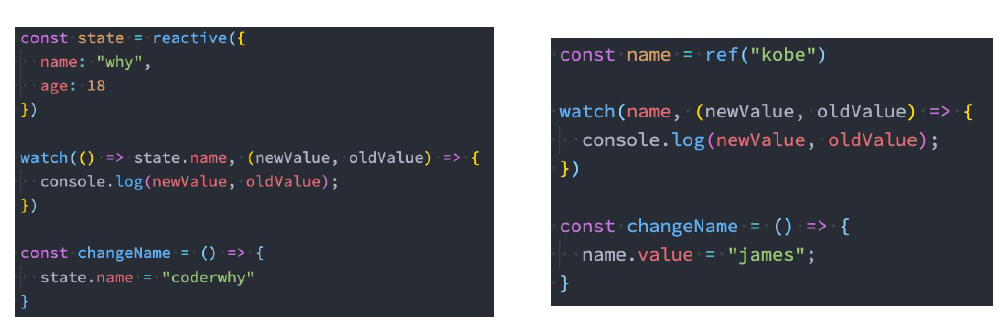 const state = reactive({
  name: "why",
  age: 18
})

watch(() => state.name, (newValue, oldValue) => {
  console.log(newValue, oldValue);
})

const changeName = () => {
  state.name = "coderwhy"
}

const name = ref("kobe")

watch(name, (newValue, oldValue) => {
  console.log(newValue, oldValue);
})

const changeName = () => {
  name.value = "james";
}